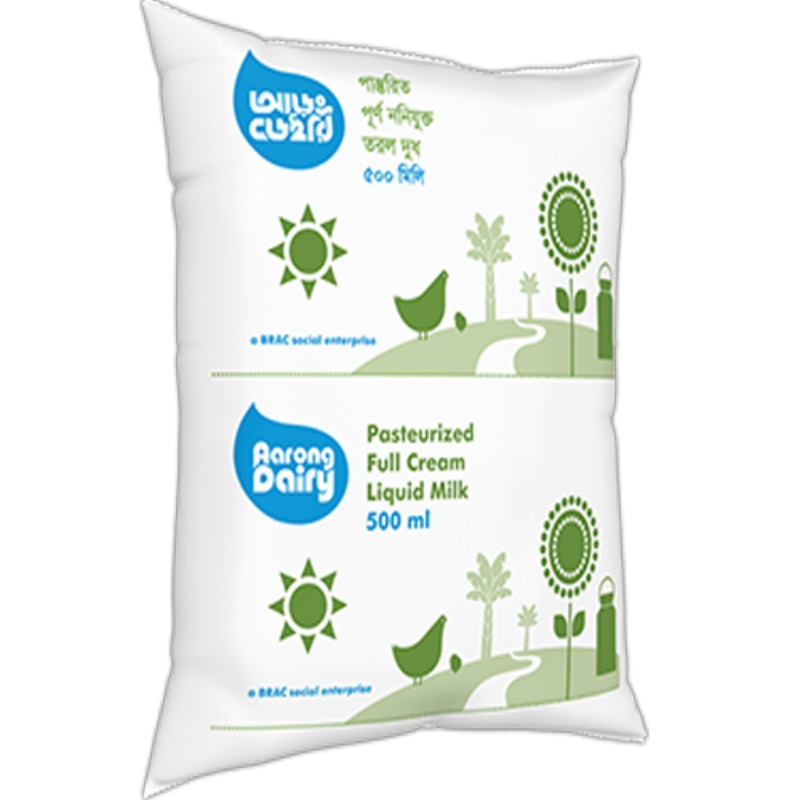 আড়ং
ডেইরি
পাস্তুরিত
পূর্ণ ননিযুক্ত
তরল দুধ
৫০০ মিলি
a BRAC social enterprise
Aarong
Dairy
Pasteurized
Full Cream
Liquid Milk
500 ml
a BRAC social enterprise